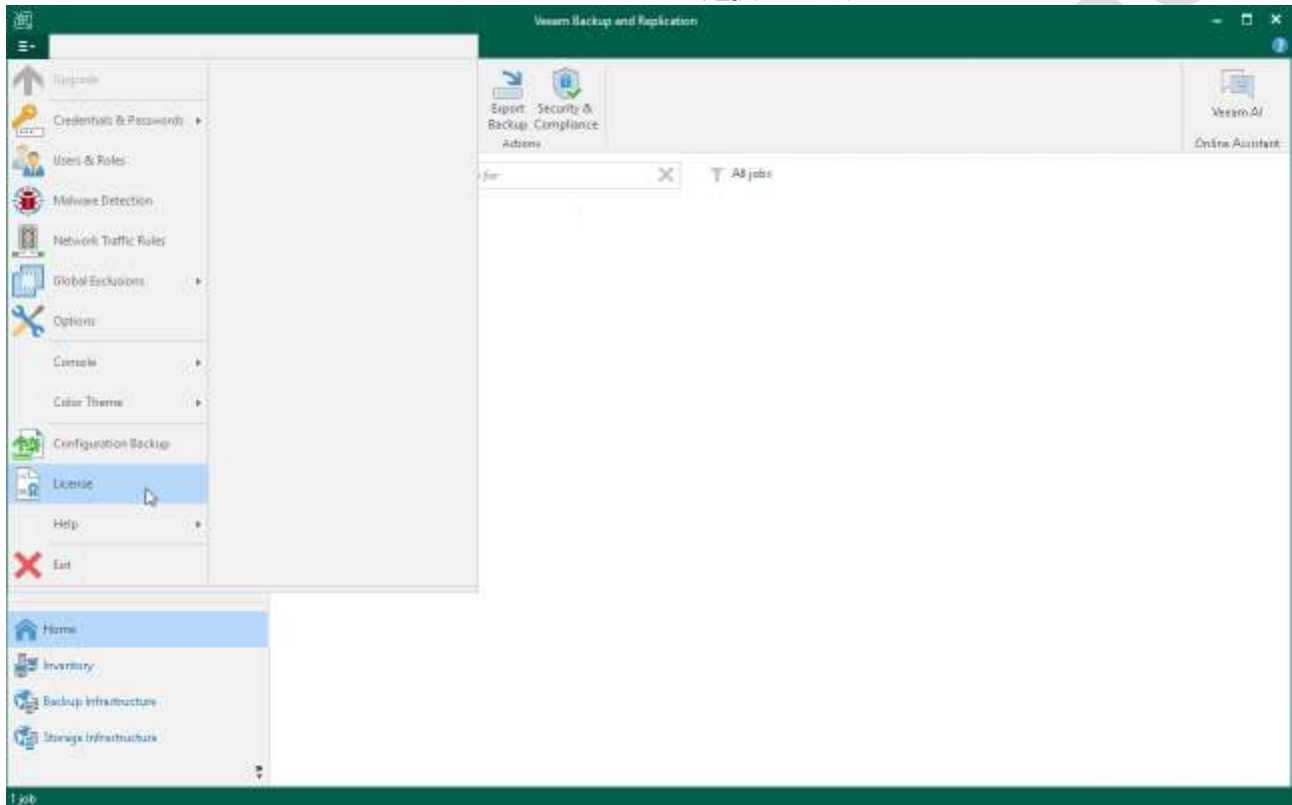 Veeam Backup and Replication
Upgrade
Credentials & Passwords
Users & Roles
Malware Detection
Network Traffic Rules
Global Exclusions
Options
Console
Color Theme
Configuration Backup
License
Help
Exit
Export Backup
Security & Compliance
Actions
Veeam AI
Online Assistant
for
All jobs
Home
Inventory
Backup Infrastructure
Storage Infrastructure
1 job